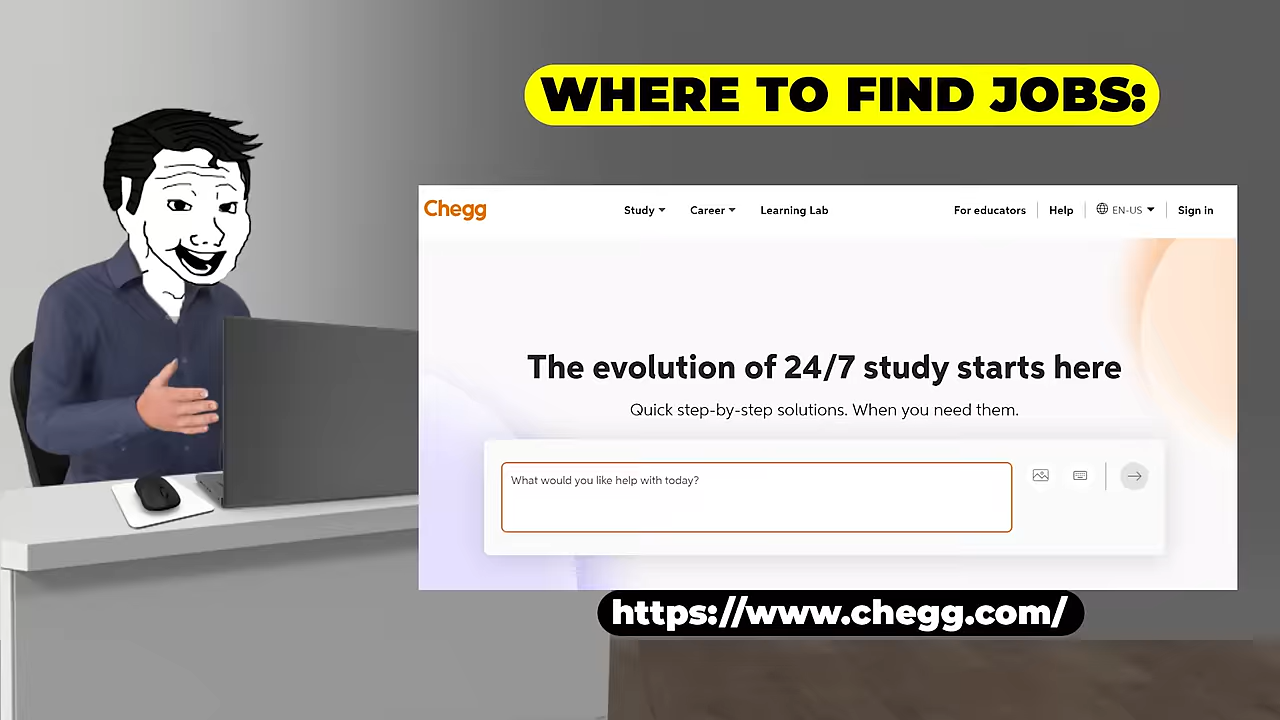 WHERE TO FIND JOBS:
Chegg Study Career Learning Lab For educators Help EN-US Sign in
The evolution of 24/7 study starts here
Quick step-by-step solutions. When you need them.
What would you like help with today?
https://www.chegg.com/